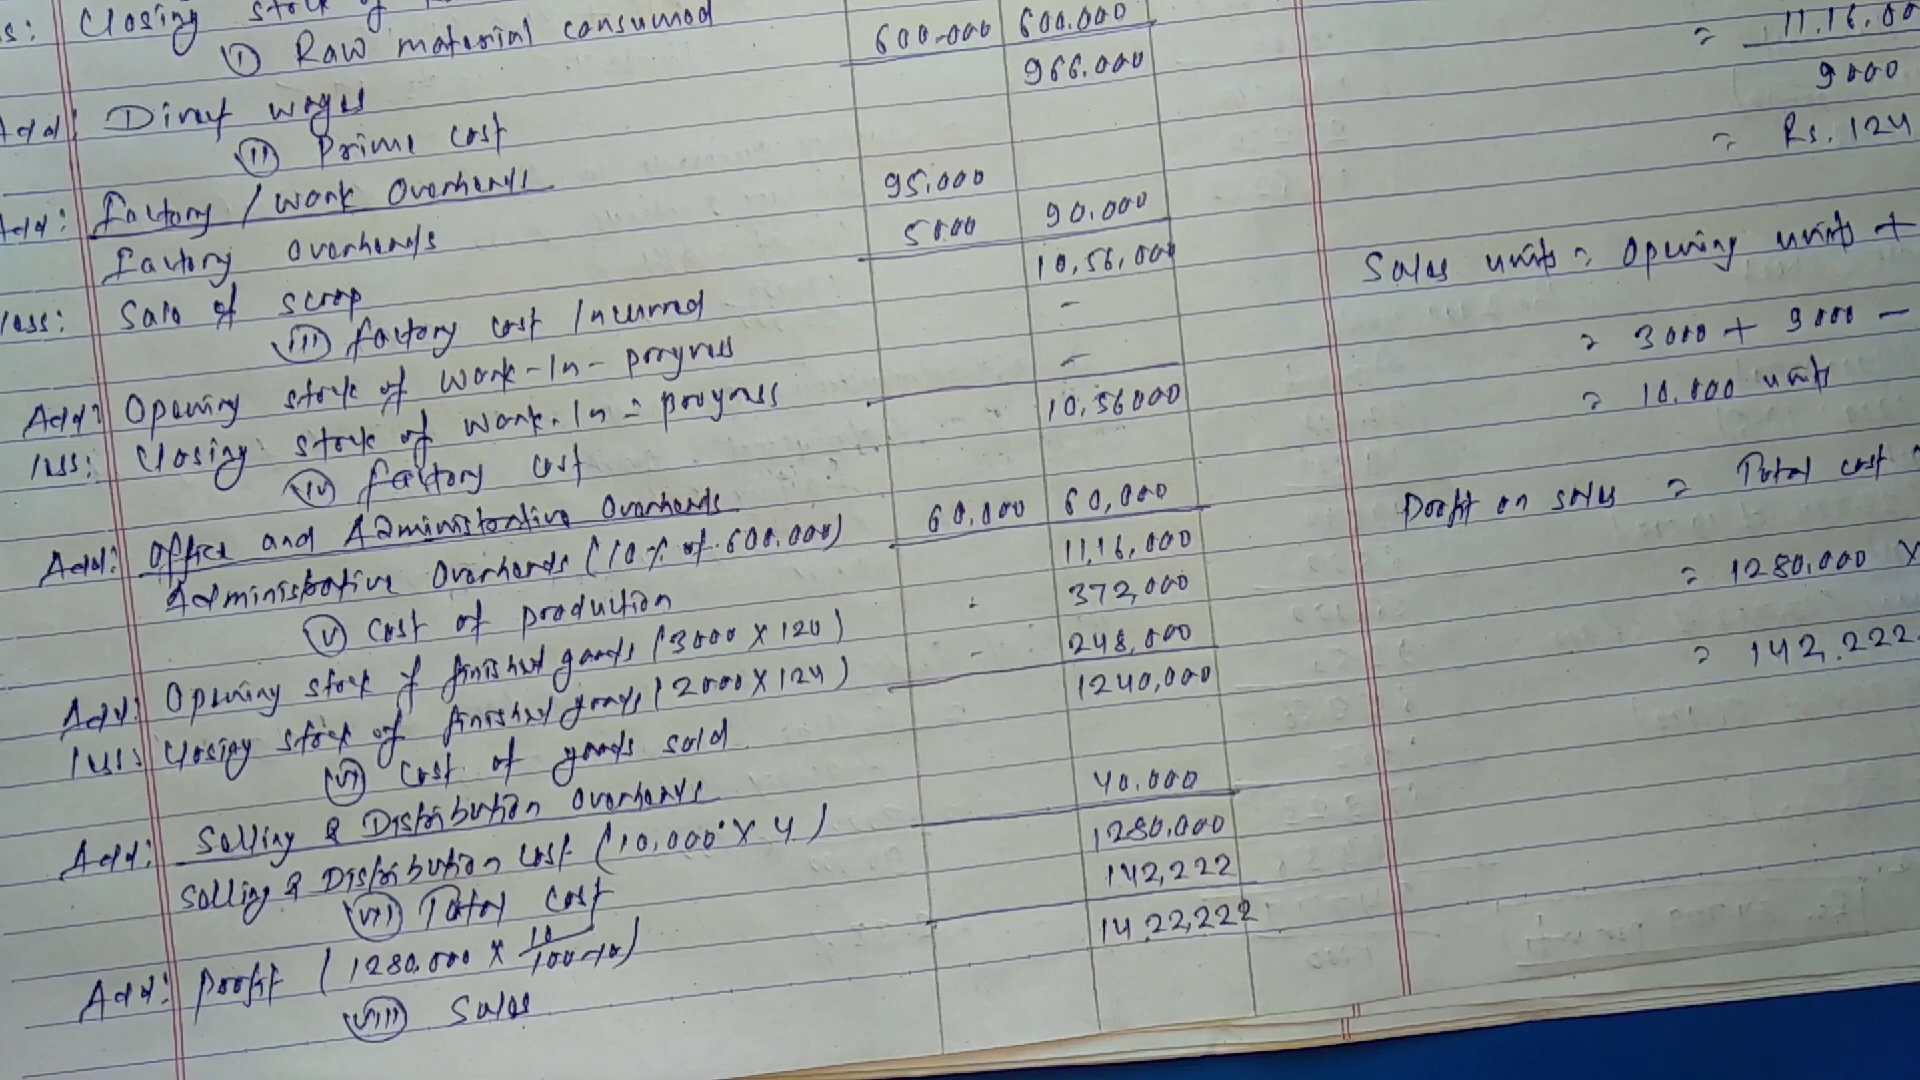 s: Closing stock of
(i) Raw material consumed
Add: Direct wages 600,000 600,000
(ii) Prime cost 966,000
Add: Factory / work Overheads
Factory overheads 95,000
less: Sale of scrap 5000 90,000
(iii) factory cost Incurred 10,56,000
Add: Opening stock of work-In-progress -
less: Closing stock of work-In-progress -
(iv) factory cost 10,56000
Add: Office and Administrative Overheads
Administrative Overheads (10% of 600,000) 60,000 60,000
(v) cost of production 11,16,000
Add: Opening stock of finished goods (3000 X 124) - 372,000
less: Closing stock of finished goods (2000 X 124) - 248,000
(vi) cost of goods sold 1240,000
Add: Selling & Distribution Overheads
Selling & Distribution cost (10,000 X 4) 40,000
(vii) Total cost 1280,000
Add: profit (1280,000 X 10/100-10) 142,222
(viii) Sales 14,22,222
= 11,16,00
9000
= Rs. 124
Sales units = Opening units +
= 3000 + 9000 -
= 10,000 units
Profit on sales = Total cost
= 1280,000 X
= 142,222.